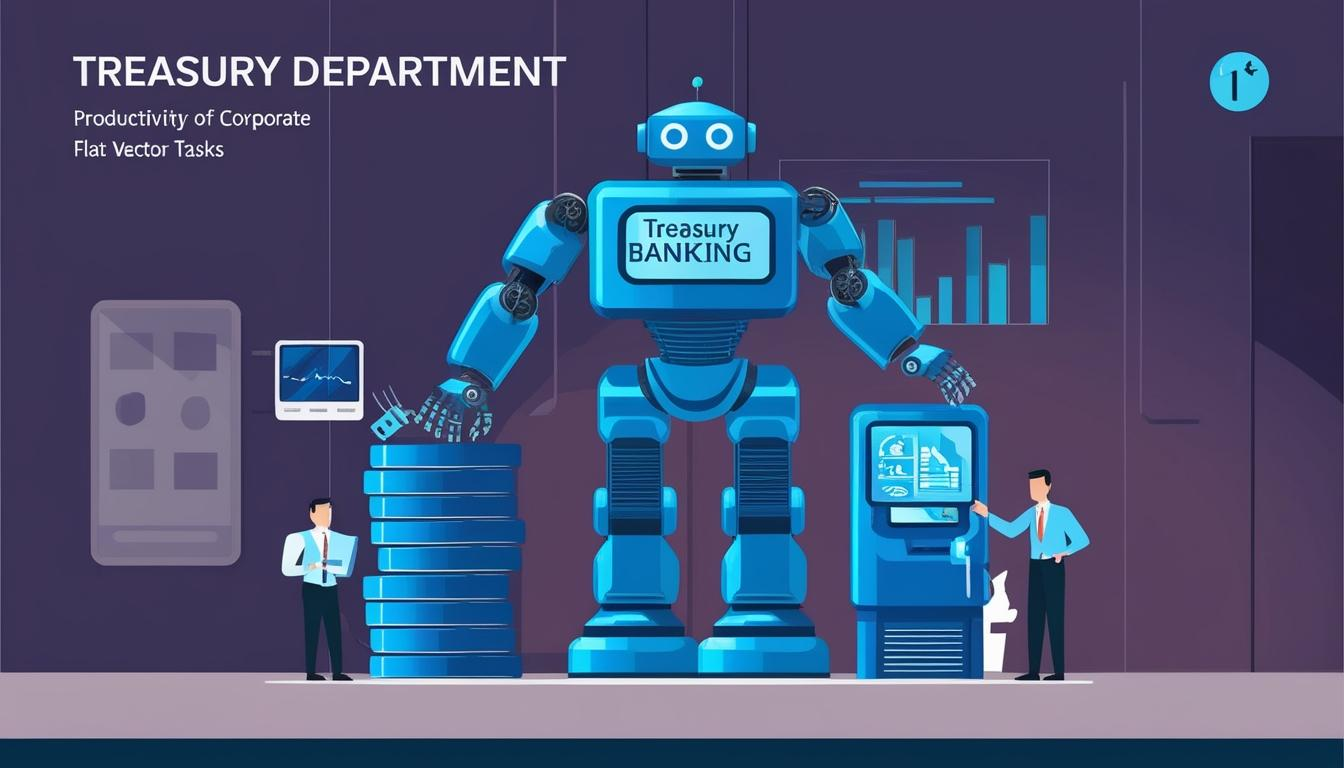 TREASURY DEPARTMENT
Productivity of Corporate
Flat Vector Tasks
Treasury
BANKING